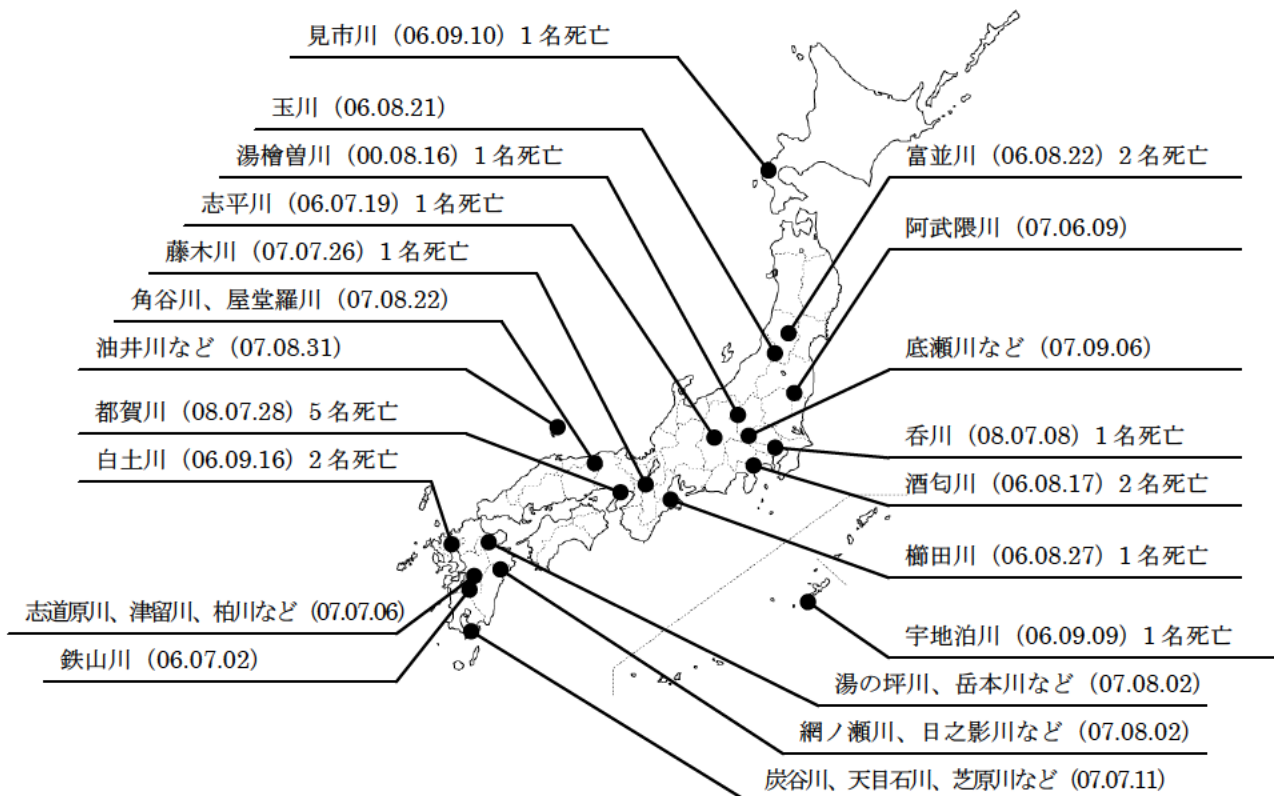 見市川（06.09.10）1 名死亡
玉川（06.08.21）
湯檜曽川（00.08.16）1 名死亡
志平川（06.07.19）1 名死亡
藤木川（07.07.26）1 名死亡
角谷川、屋堂羅川（07.08.22）
油井川など（07.08.31）
都賀川（08.07.28）5 名死亡
白土川（06.09.16）2 名死亡
志道原川、津留川、柏川など（07.07.06）
鉄山川（06.07.02）
富並川（06.08.22）2 名死亡
阿武隈川（07.06.09）
底瀬川など（07.09.06）
呑川（08.07.08）1 名死亡
酒匂川（06.08.17）2 名死亡
櫛田川（06.08.27）1 名死亡
宇地泊川（06.09.09）1 名死亡
湯の坪川、岳本川など（07.08.02）
網ノ瀬川、日之影川など（07.08.02）
炭谷川、天目石川、芝原川など（07.07.11）